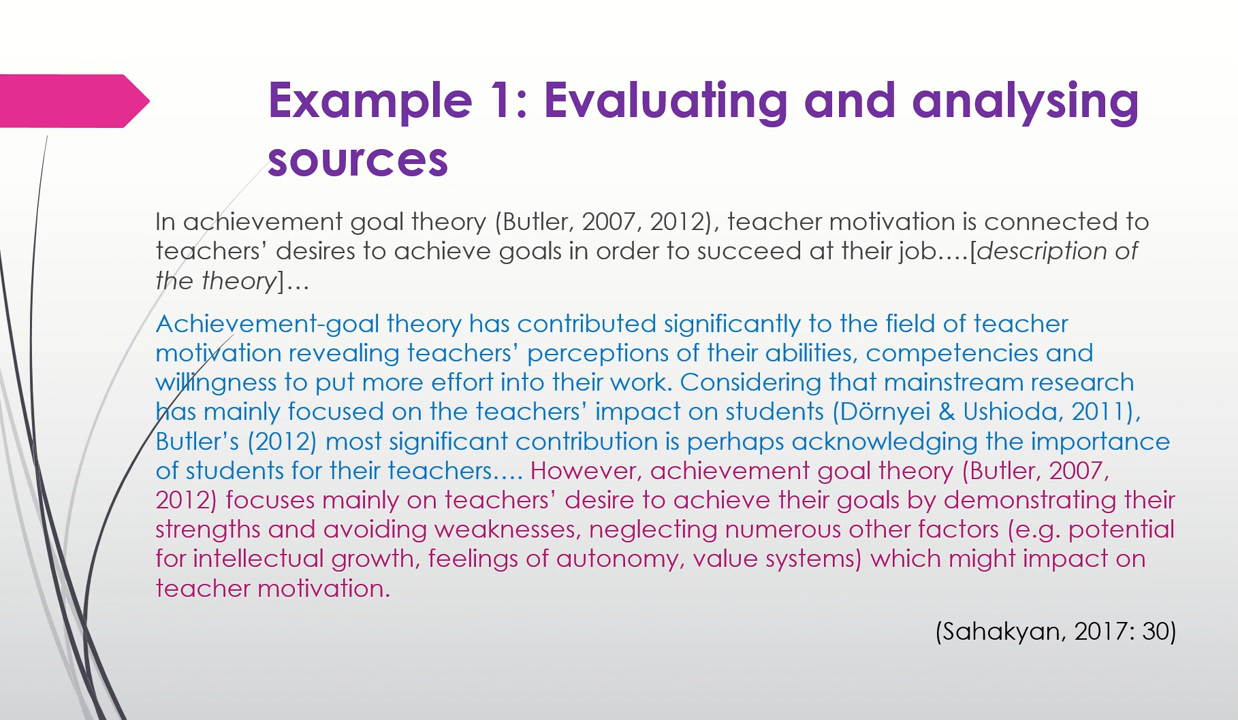 Example 1: Evaluating and analysing
sources
In achievement goal theory (Butler, 2007, 2012), teacher motivation is connected to
teachers’ desires to achieve goals in order to succeed at their job….[description of
the theory]…
Achievement-goal theory has contributed significantly to the field of teacher
motivation revealing teachers’ perceptions of their abilities, competencies and
willingness to put more effort into their work. Considering that mainstream research
has mainly focused on the teachers’ impact on students (Dörnyei & Ushioda, 2011),
Butler’s (2012) most significant contribution is perhaps acknowledging the importance
of students for their teachers…. However, achievement goal theory (Butler, 2007,
2012) focuses mainly on teachers’ desire to achieve their goals by demonstrating their
strengths and avoiding weaknesses, neglecting numerous other factors (e.g. potential
for intellectual growth, feelings of autonomy, value systems) which might impact on
teacher motivation.
(Sahakyan, 2017: 30)